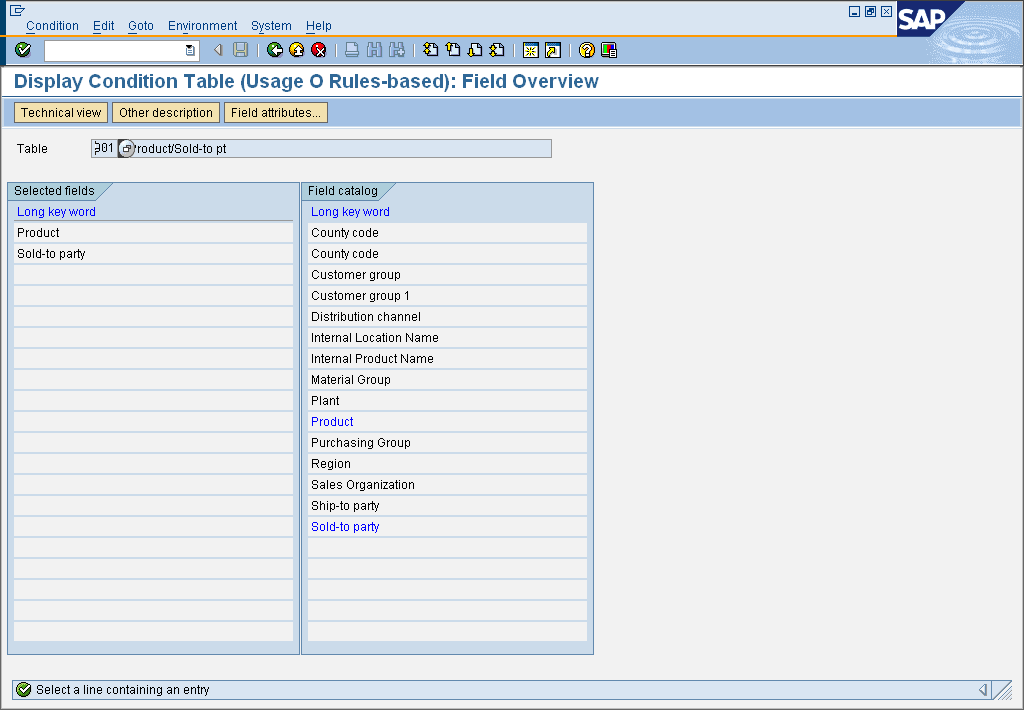 Condition Edit Goto Environment System Help
SAP
Display Condition Table (Usage O Rules-based): Field Overview
Technical view Other description Field attributes...
Table 901 Product/Sold-to pt
Selected fields
Long key word
Product
Sold-to party
Field catalog
Long key word
County code
County code
Customer group
Customer group 1
Distribution channel
Internal Location Name
Internal Product Name
Material Group
Plant
Product
Purchasing Group
Region
Sales Organization
Ship-to party
Sold-to party
Select a line containing an entry